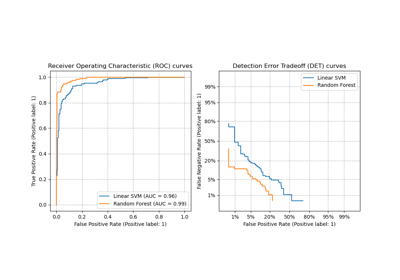 Receiver Operating Characteristic (ROC) curves
1.0
0.8
0.6
0.4
0.2
0.0
True Positive Rate (Positive label: 1)
Linear SVM (AUC = 0.96)
Random Forest (AUC = 0.99)
0.0 0.2 0.4 0.6 0.8 1.0
False Positive Rate (Positive label: 1)
Detection Error Tradeoff (DET) curves
Linear SVM
Random Forest
99%
95%
80%
50%
20%
5%
1%
False Negative Rate (Positive label: 1)
1% 5% 20% 50% 80% 95% 99%
False Positive Rate (Positive label: 1)